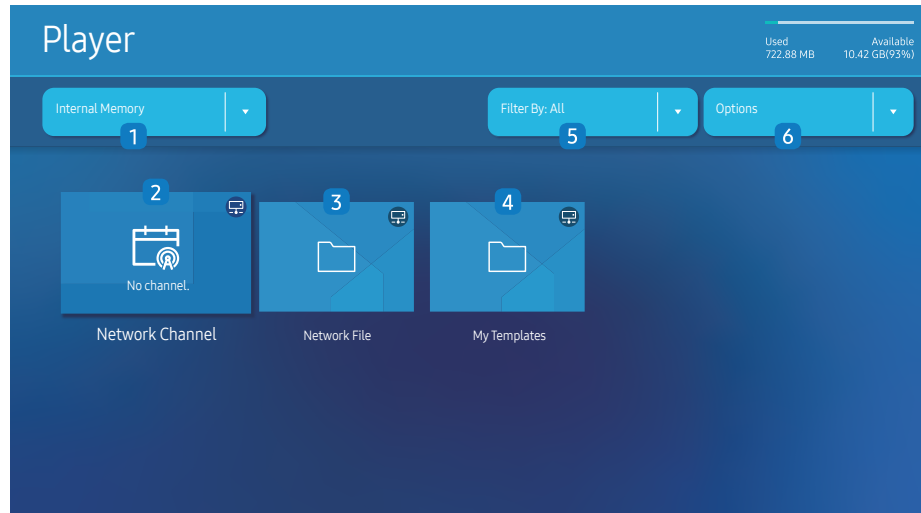 Player
Used Available
722.88 MB 10.42 GB(93%)
Internal Memory
Filter By: All
Options
1
5
6
2
3
4
No channel.
Network Channel
Network File
My Templates